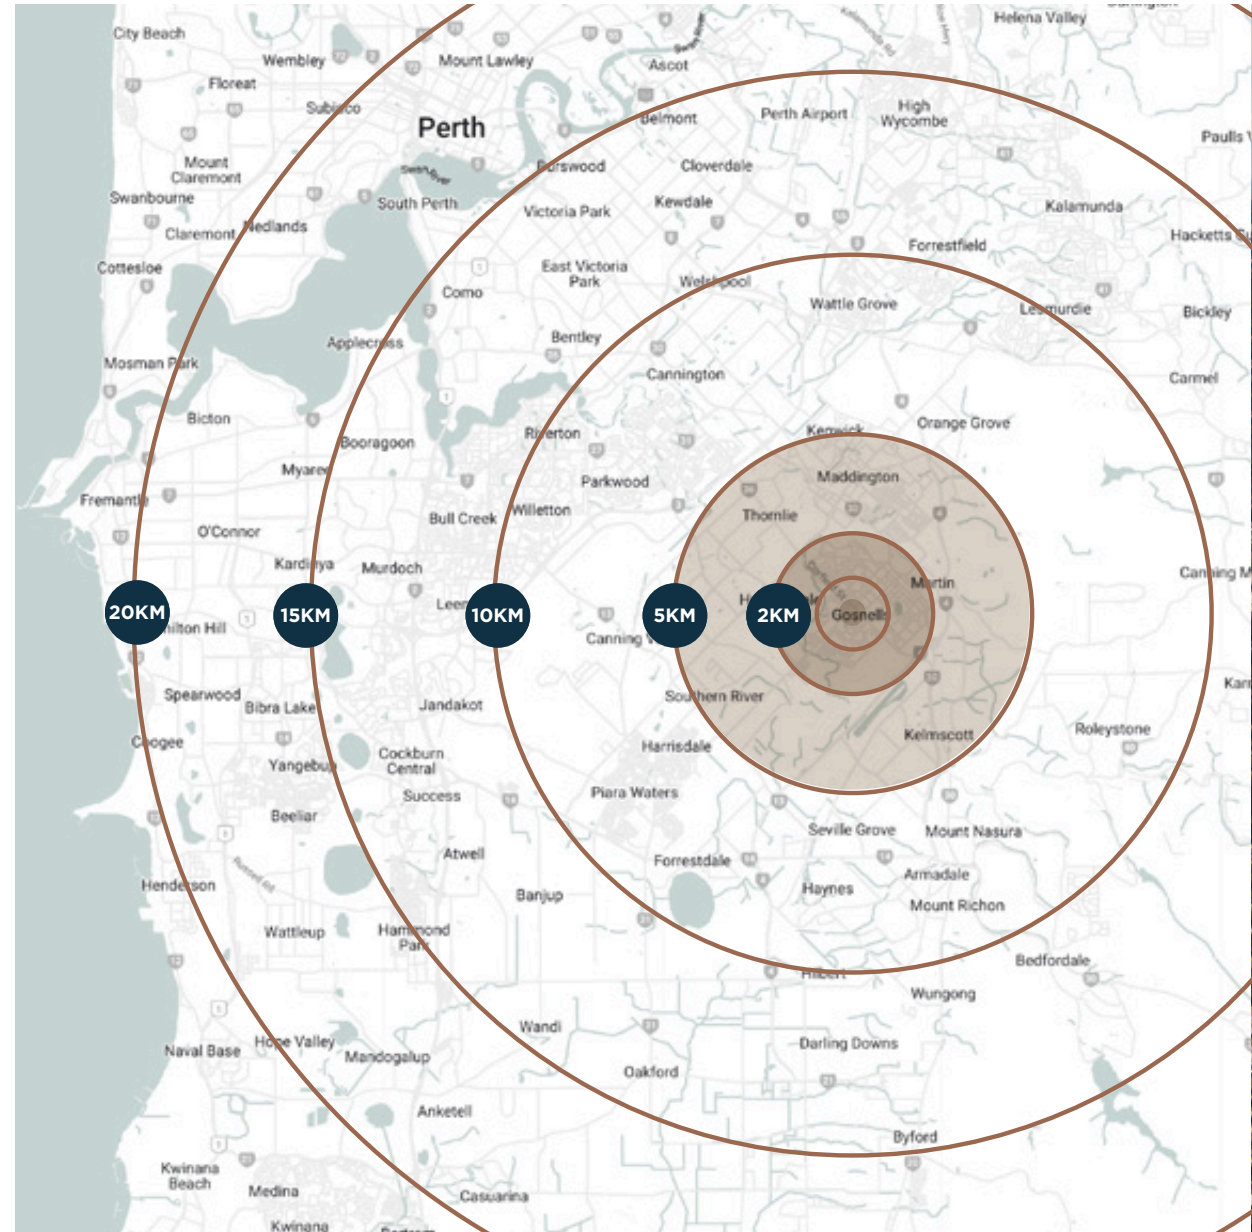 City Beach
Wembley
Mount Lawley
Ascot
Helena Valley
Floreat
Subiaco
Perth
Belmont
Perth Airport
High
Wycombe
Mount
Claremont
Swan River
Burswood
Cloverdale
Swanbourne
South Perth
Victoria Park
Kewdale
Kalamunda
Claremont
Nedlands
Forrestfield
Cottesloe
East Victoria
Park
Welshpool
Como
Wattle Grove
Lesmurdie
Bickley
Applecross
Bentley
Mosman Park
Cannington
Carmel
Bicton
Booragoon
Riverton
Kenwick
Orange Grove
Myaree
Parkwood
Maddington
Fremantle
Willetton
Bull Creek
Thornlie
O'Connor
Kardinya
Murdoch
Martin
20KM
15KM
10KM
5KM
2KM
Gosnells
Spearwood
Bibra Lake
Jandakot
Southern River
Coogee
Harrisdale
Kelmscott
Roleystone
Yangebup
Cockburn
Central
Success
Piara Waters
Beeliar
Seville Grove
Mount Nasura
Atwell
Forrestdale
Armadale
Henderson
Banjup
Haynes
Mount Richon
Wattleup
Hammond
Park
Hilbert
Bedfordale
Wungong
Naval Base
Hope Valley
Mandogalup
Wandi
Darling Downs
Oakford
Anketell
Byford
Kwinana
Beach
Medina
Casuarina
Kwinana